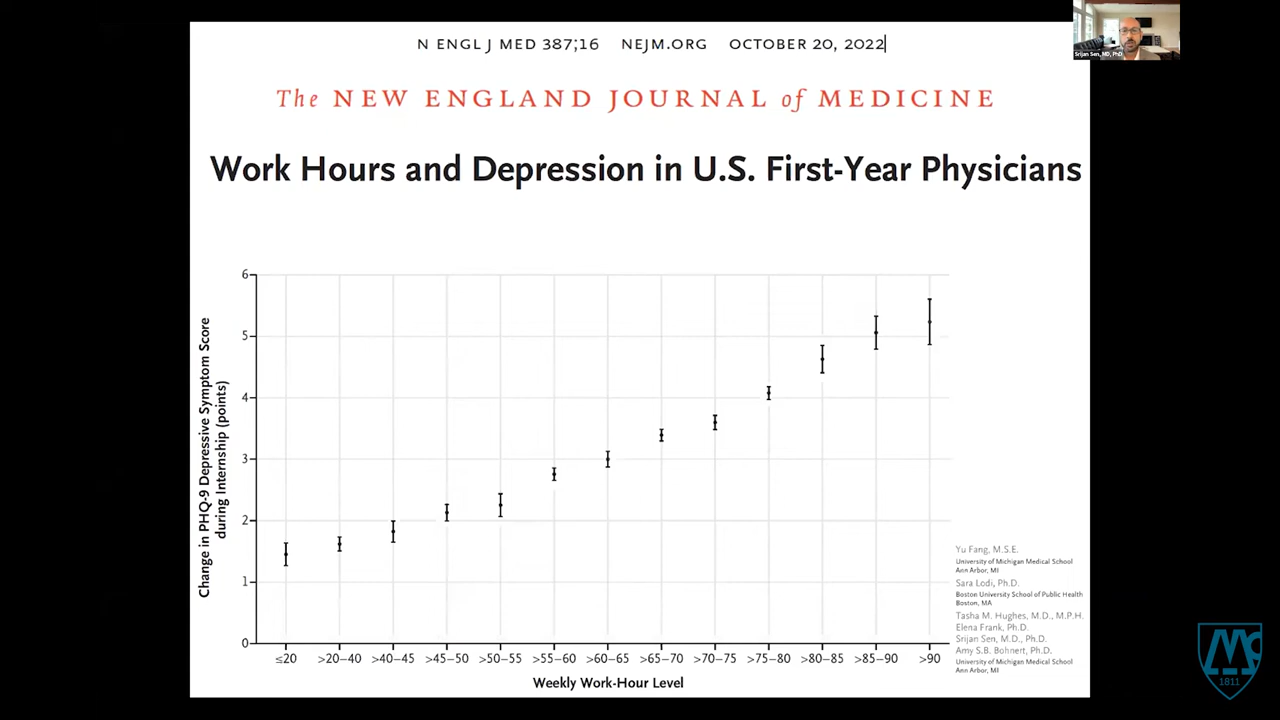 N ENGL J MED 387;16 NEJM.ORG OCTOBER 20, 2022
Srijan Sen, MD, PhD
The NEW ENGLAND JOURNAL of MEDICINE
Work Hours and Depression in U.S. First-Year Physicians
Change in PHQ-9 Depressive Symptom Score
during Internship (points)
6
5
4
3
2
1
0
≤20 >20–40 >40–45 >45–50 >50–55 >55–60 >60–65 >65–70 >70–75 >75–80 >80–85 >85–90 >90
Weekly Work-Hour Level
Yu Fang, M.S.E.
University of Michigan Medical School
Ann Arbor, MI
Sara Lodi, Ph.D.
Boston University School of Public Health
Boston, MA
Tasha M. Hughes, M.D., M.P.H.
Elena Frank, Ph.D.
Srijan Sen, M.D., Ph.D.
Amy S.B. Bohnert, Ph.D.
University of Michigan Medical School
Ann Arbor, MI
1811